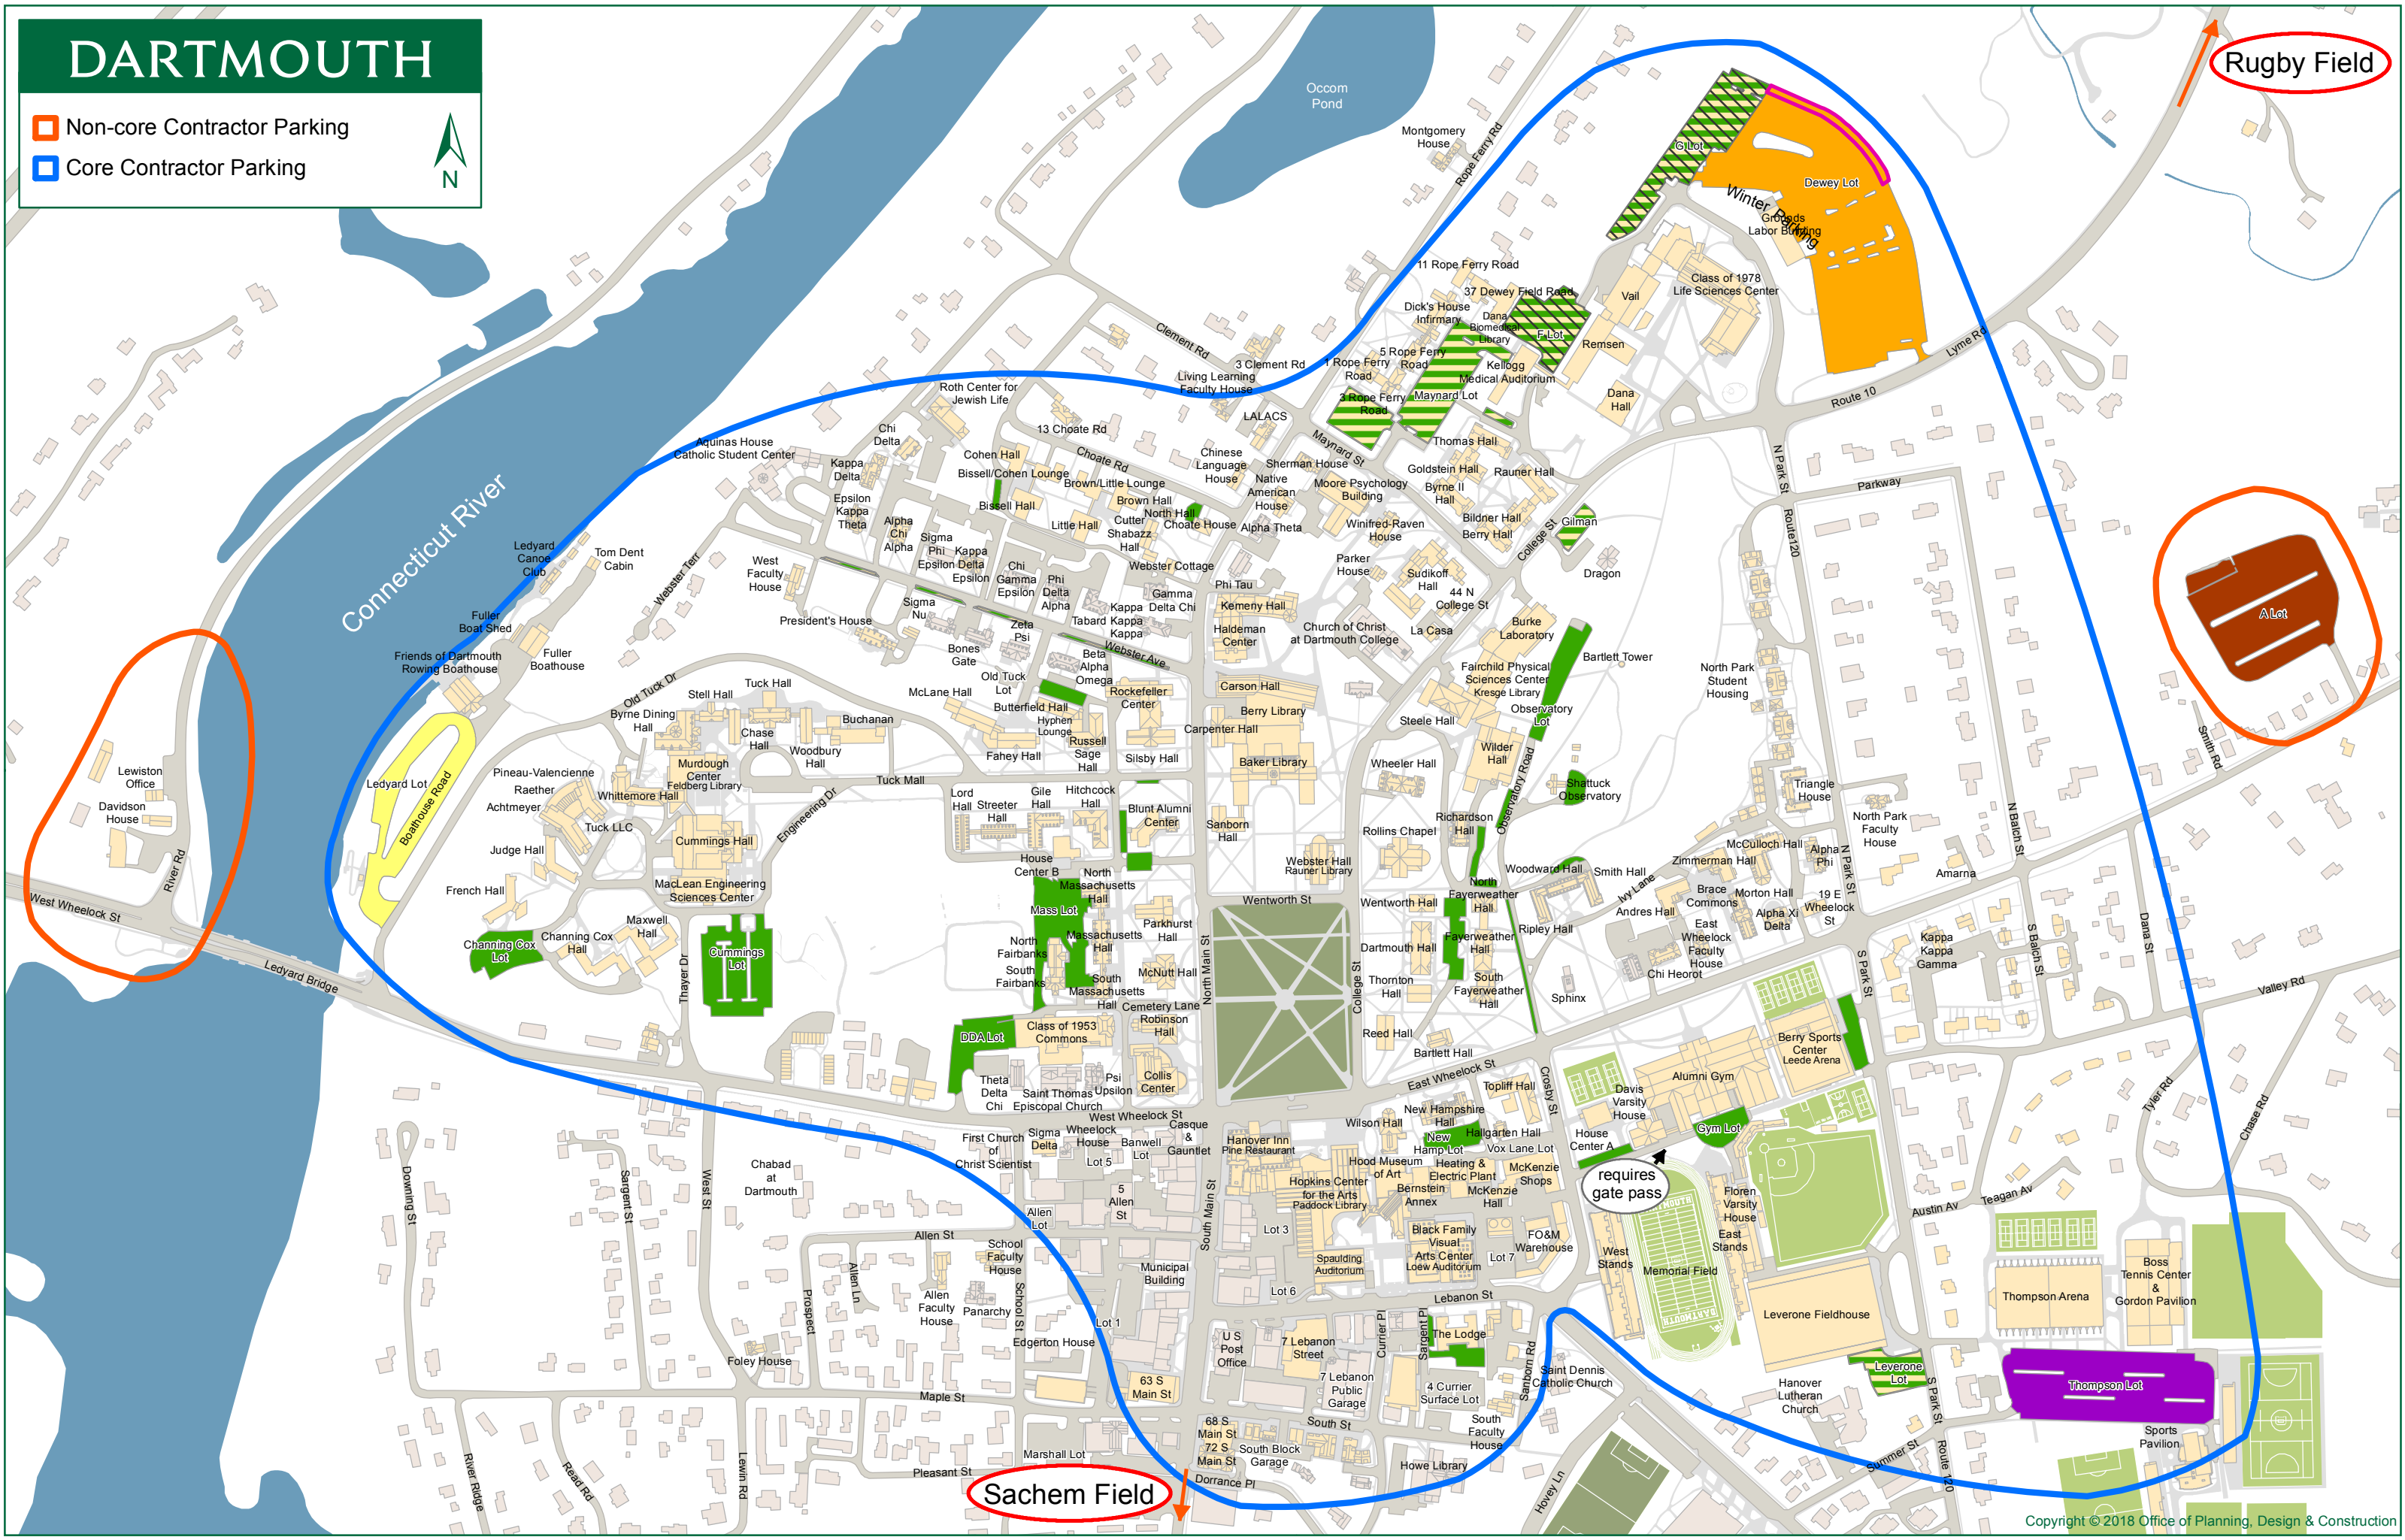 DARTMOUTH
Non-core Contractor Parking
Core Contractor Parking
N
Rugby Field
Occom
Pond
Montgomery
House
Rope Ferry Rd
G Lot
Dewey Lot
Winter Parking
Grounds
Labor Building
11 Rope Ferry Road
Class of 1978
Life Sciences Center
37 Dewey Field Road
Vail
Dick's House
Infirmary
Dana
Biomedical
Library
F Lot
Remsen
Clement Rd
3 Clement Rd
Living Learning
Faculty House
1 Rope Ferry
Road
5 Rope Ferry
Road
Kellogg
Medical Auditorium
Lyme Rd
Route 10
3 Rope Ferry
Road
Maynard Lot
Dana
Hall
Roth Center for
Jewish Life
LALACS
13 Choate Rd
Chi
Delta
Aquinas House
Catholic Student Center
Maynard St
Thomas Hall
N Park St
Cohen Hall
Choate Rd
Kappa
Delta
Chinese
Language
House
Sherman House
Goldstein Hall
Rauner Hall
Bissell/Cohen Lounge
Brown/Little Lounge
Native
American
House
Moore Psychology
Building
Byrne II
Hall
Parkway
Epsilon
Kappa
Theta
Bissell Hall
Brown Hall
North Hall
Cutter
Shabazz
Hall
Choate House
Little Hall
Alpha Theta
Winifred-Raven
House
Bildner Hall
Berry Hall
College St
Gilman
Route120
Connecticut River
Alpha
Chi
Alpha
Sigma
Phi
Epsilon
Kappa
Delta
Epsilon
Ledyard
Canoe
Club
Tom Dent
Cabin
Webster Terr
West
Faculty
House
Chi
Gamma
Epsilon
Phi
Delta
Alpha
Webster Cottage
Parker
House
Sudikoff
Hall
Dragon
Phi Tau
44 N
College St
Gamma
Delta Chi
Kemeny Hall
Sigma
Nu
Kappa
Kappa
Kappa
Tabard
A Lot
Fuller
Boat Shed
President's House
Zeta
Psi
Haldeman
Center
Church of Christ
at Dartmouth College
La Casa
Burke
Laboratory
Friends of Dartmouth
Rowing Boathouse
Fuller
Boathouse
Bones
Gate
Webster Ave
Beta
Alpha
Omega
Bartlett Tower
Fairchild Physical
Sciences Center
Kresge Library
North Park
Student
Housing
Old Tuck Dr
Tuck Hall
Stell Hall
McLane Hall
Old Tuck
Lot
Rockefeller
Center
Carson Hall
Butterfield Hall
Byrne Dining
Hall
Buchanan
Hyphen
Lounge
Berry Library
Observatory
Lot
Chase
Hall
Woodbury
Hall
Russell
Sage
Hall
Carpenter Hall
Steele Hall
Fahey Hall
Silsby Hall
Wilder
Hall
Smith Rd
Murdough
Center
Feldberg Library
Baker Library
Wheeler Hall
Lewiston
Office
Pineau-Valencienne
Raether
Achtmeyer
Whittemore Hall
Tuck Mall
Ledyard Lot
Boathouse Road
Davidson
House
Tuck LLC
Engineering Dr
Lord
Hall
Streeter
Hall
Gile
Hall
Hitchcock
Hall
Blunt Alumni
Center
Sanborn
Hall
Observatory Road
Shattuck
Observatory
Triangle
House
Cummings Hall
Rollins Chapel
Richardson
Hall
North Park
Faculty
House
N Balch St
Judge Hall
House
Center B
Webster Hall
Rauner Library
Woodward Hall
Smith Hall
McCulloch Hall
Zimmerman Hall
Alpha
Phi
N Park St
Amarna
River Rd
French Hall
MacLean Engineering
Sciences Center
North
Massachusetts
Hall
North
Fayerweather
Hall
Ivy Lane
Brace
Commons
Morton Hall
19 E
Wheelock
St
West Wheelock St
Mass Lot
Wentworth St
Wentworth Hall
Andres Hall
Alpha Xi
Delta
Dana St
Channing Cox
Lot
Channing Cox
Hall
Maxwell
Hall
Cummings
Lot
Parkhurst
Hall
Massachusetts
Hall
North
Fairbanks
South
Fairbanks
Dartmouth Hall
Fayerweather
Hall
Ripley Hall
East
Wheelock
Faculty
House
Kappa
Kappa
Gamma
S Balch St
Ledyard Bridge
Thayer Dr
McNutt Hall
North Main St
College St
Thornton
Hall
South
Fayerweather
Hall
Sphinx
Chi Heorot
S Park St
Valley Rd
South
Massachusetts
Hall
Cemetery Lane
DDA Lot
Class of 1953
Commons
Robinson
Hall
Reed Hall
Bartlett Hall
Berry Sports
Center
Leede Arena
Theta
Delta
Chi
Psi
Upsilon
Saint Thomas
Episcopal Church
Collis
Center
East Wheelock St
Topliff Hall
Crosby St
Davis
Varsity
House
Alumni Gym
Tyler Rd
Chase Rd
West Wheelock St
Wilson Hall
New Hampshire
Hall
Gym Lot
First Church
of
Christ Scientist
Sigma
Delta
Wheelock
House
Banwell
Lot
Casque
&
Gauntlet
Hanover Inn
Pine Restaurant
New
Hamp Lot
Hallgarten Hall
Vox Lane Lot
House
Center A
Lot 5
Hood Museum
of Art
Heating &
Electric Plant
McKenzie
Shops
requires
gate pass
Downing St
Sargent St
West St
Chabad
at
Dartmouth
5
Allen
St
Hopkins Center
for the Arts
Paddock Library
Bernstein
Annex
McKenzie
Hall
DARTMOUTH
Floren
Varsity
House
Teagan Av
Austin Av
Allen
Lot
South Main St
Lot 3
Black Family
Visual
Arts Center
Loew Auditorium
FO&M
Warehouse
East
Stands
Allen St
School
Faculty
House
Spaulding
Auditorium
Lot 7
West
Stands
Memorial Field
Boss
Tennis Center
&
Gordon Pavilion
Municipal
Building
Allen Ln
Allen
Faculty
House
Panarchy
School St
Lot 6
Lebanon St
Thompson Arena
Prospect
Lot 1
Leverone Fieldhouse
DARTMOUTH
Edgerton House
U S
Post
Office
7 Lebanon
Street
Currier Pl
Sargent Pl
The Lodge
Foley House
Sanborn Rd
Saint Dennis
Catholic Church
Leverone
Lot
63 S
Main St
7 Lebanon
Public
Garage
4 Currier
Surface Lot
Hanover
Lutheran
Church
S Park St
Thompson Lot
Maple St
68 S
Main St
72 S
Main St
South St
South
Faculty
House
Sports
Pavilion
River Ridge
Read Rd
Lewin Rd
Marshall Lot
South Block
Garage
Howe Library
Summer St
Route 120
Pleasant St
Dorrance Pl
Hovey Ln
Sachem Field
Copyright © 2018 Office of Planning, Design & Construction